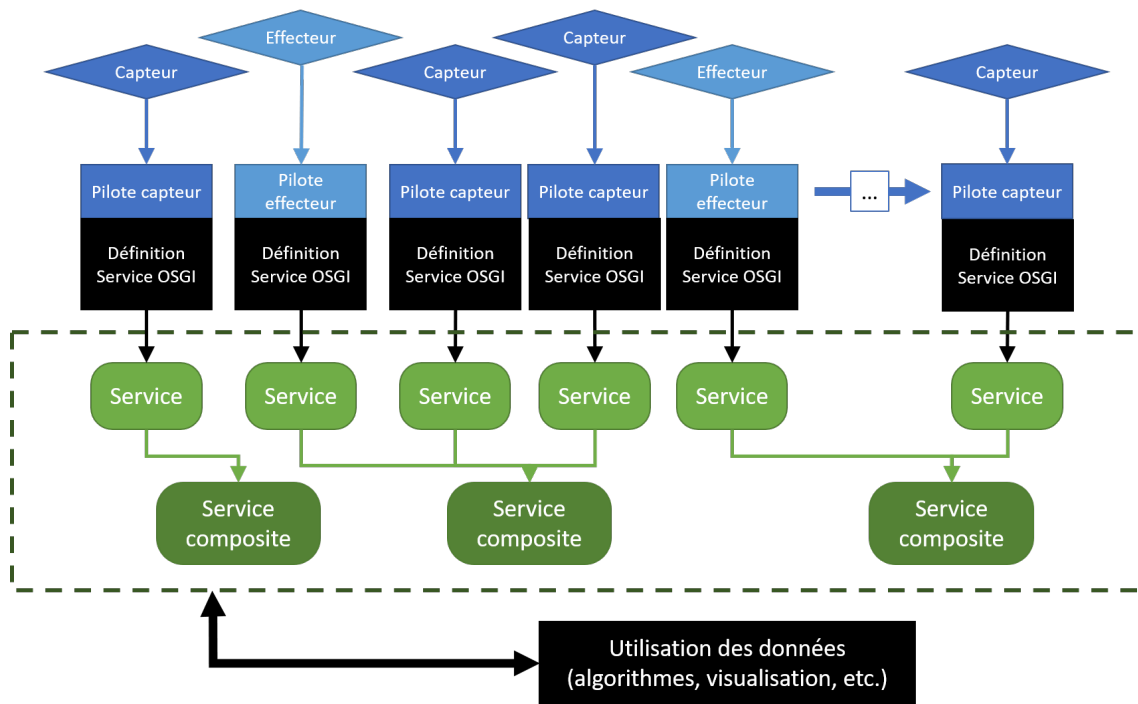 Effecteur
Capteur
Capteur
Capteur
Capteur
Effecteur
Capteur
Pilote capteur
Pilote
effecteur
Pilote capteur
Pilote capteur
Pilote
effecteur
...
Pilote capteur
Définition
Service OSGI
Définition
Service OSGI
Définition
Service OSGI
Définition
Service OSGI
Définition
Service OSGI
Définition
Service OSGI
Service
Service
Service
Service
Service
Service
Service
composite
Service
composite
Service
composite
Utilisation des données
(algorithmes, visualisation, etc.)